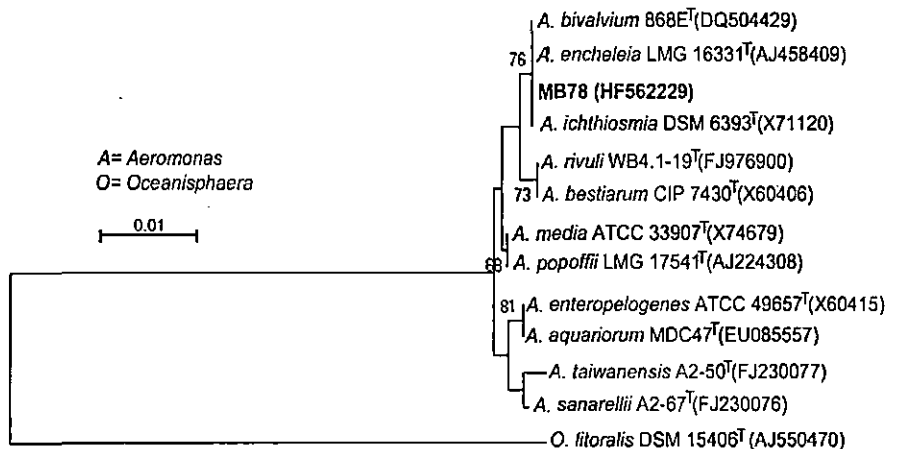 A. bivalvium 868E^T(DQ504429)
A. encheleia LMG 16331^T(AJ458409)
76
MB78 (HF562229)
A. ichthiosmia DSM 6393^T(X71120)
A= Aeromonas
O= Oceanisphaera
A. rivuli WB4.1-19^T(FJ976900)
73
A. bestiarum CIP 7430^T(X60406)
0.01
A. media ATCC 33907^T(X74679)
A. popoffii LMG 17541^T(AJ224308)
A. enteropelogenes ATCC 49657^T(X60415)
81
A. aquariorum MDC47^T(EU085557)
A. taiwanensis A2-50^T(FJ230077)
A. sanarellii A2-67^T(FJ230076)
O. litoralis DSM 15406^T (AJ550470)